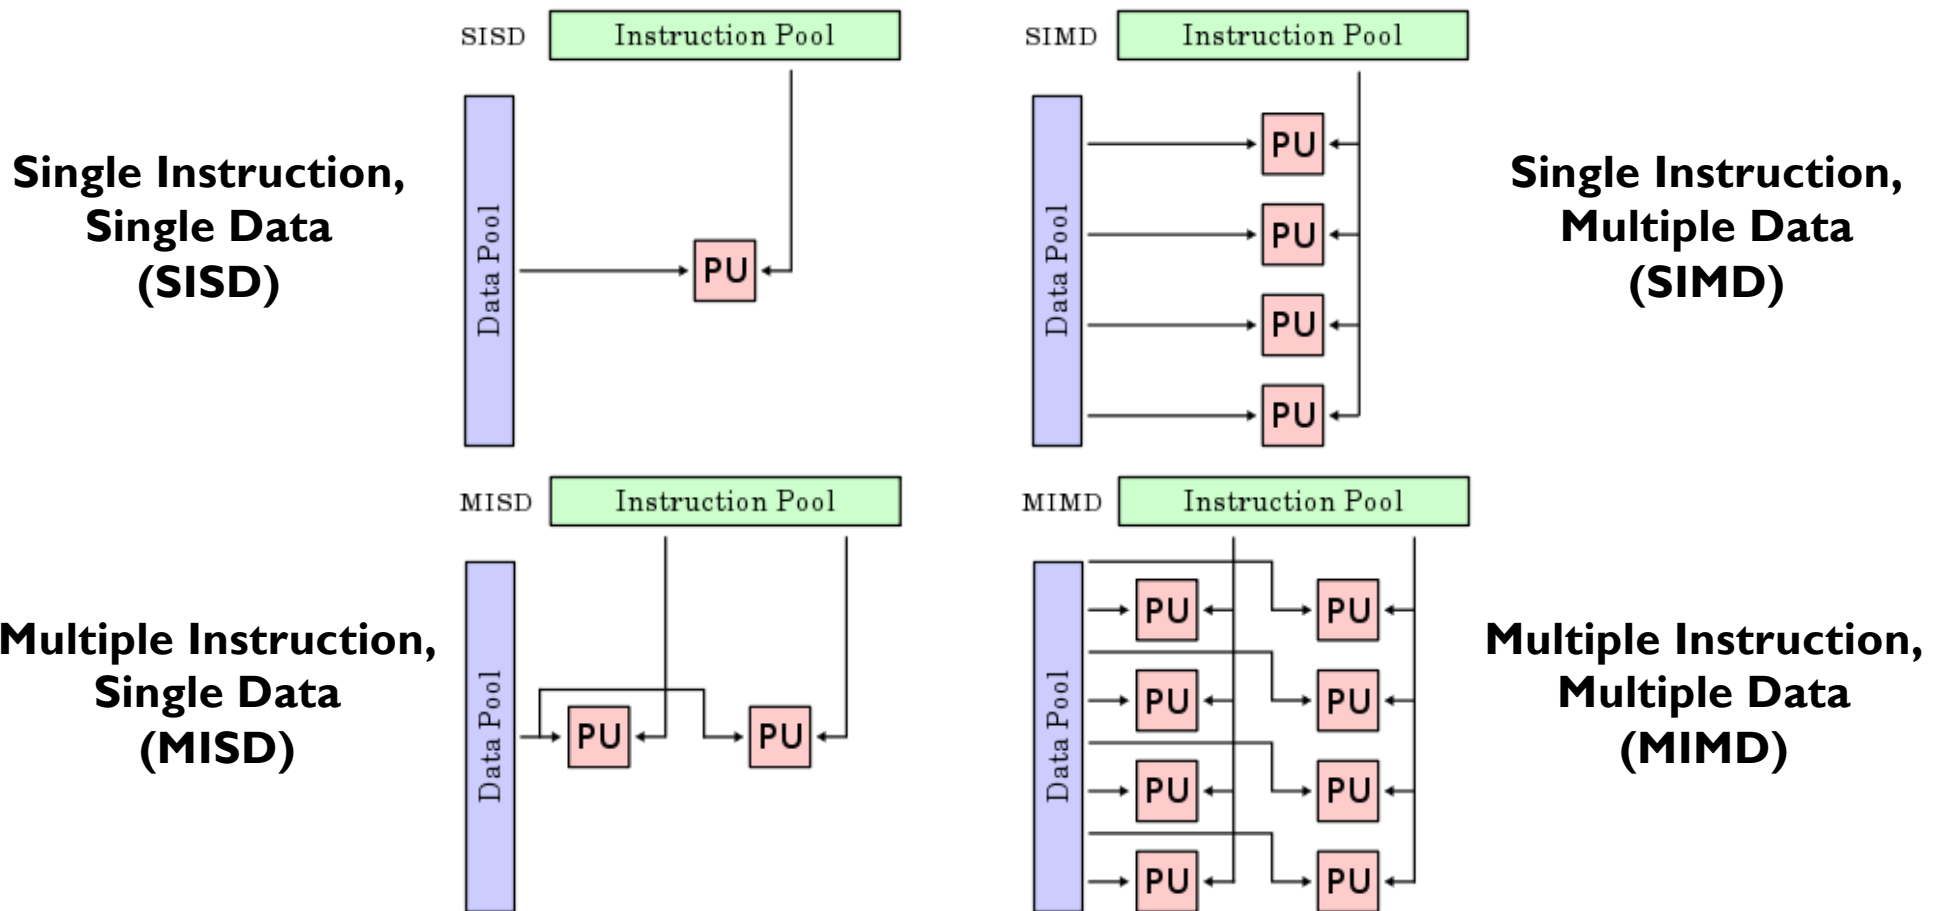 SISD
Instruction Pool
SIMD
Instruction Pool
Single Instruction,
Single Data
(SISD)
Data Pool
PU
Data Pool
PU
PU
PU
PU
Single Instruction,
Multiple Data
(SIMD)
MISD
Instruction Pool
MIMD
Instruction Pool
Multiple Instruction,
Single Data
(MISD)
Data Pool
PU
PU
Data Pool
PU
PU
PU
PU
PU
PU
PU
PU
Multiple Instruction,
Multiple Data
(MIMD)